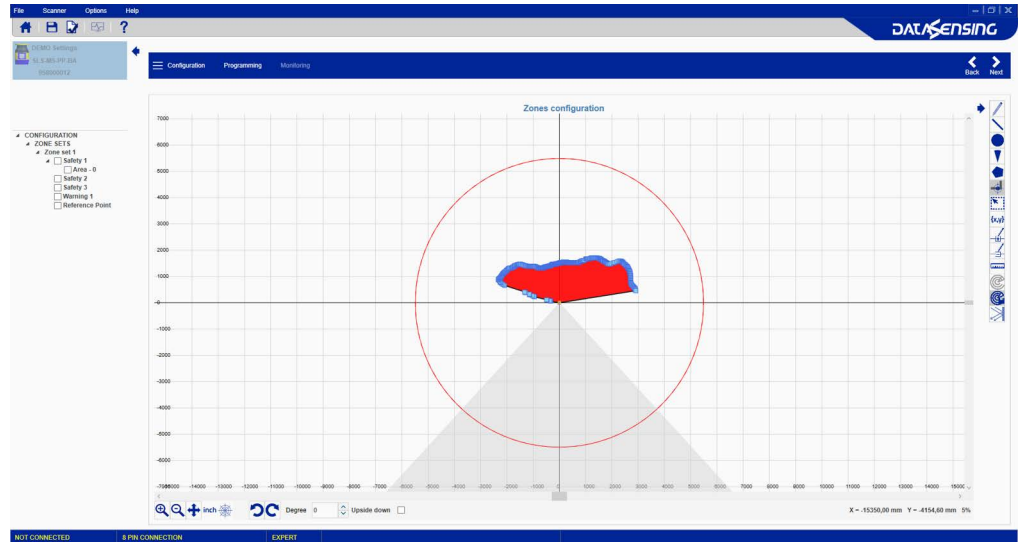 File Scanner Options Help
DATASENSING
DEMO Settings
Configuration Programming Monitoring
Back Next
Zones configuration
CONFIGURATION
ZONE SETS
Zone set 1
Safety 1
Area - 0
Safety 2
Safety 3
Warning 1
Reference Point
{x,y}
7000
6000
5000
4000
3000
2000
1000
-0
-1000
-2000
-3000
-4000
-5000
-6000
-14000 -13000 -12000 -11000 -10000 -9000 -8000 -7000 -6000 -5000 -4000 -3000 -2000 -1000 0 1000 2000 3000 4000 5000 6000 7000 8000 9000 10000 11000 12000 13000 14000
inch Degree 0 Upside down
X = -15350,00 mm Y = -4154,60 mm 5%
NOT CONNECTED 8 PIN CONNECTION EXPERT